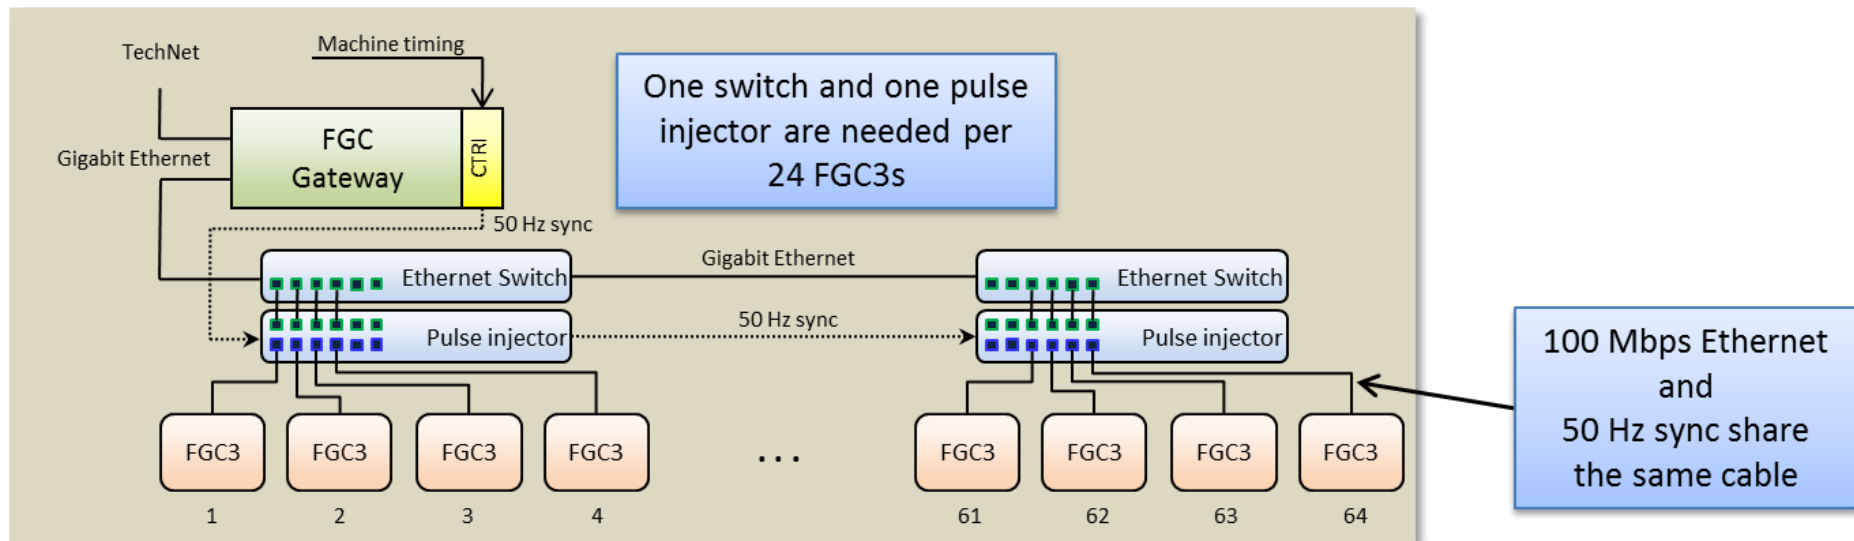 TechNet
Machine timing
One switch and one pulse
injector are needed per
24 FGC3s
FGC
Gateway
CTRI
Gigabit Ethernet
50 Hz sync
Ethernet Switch
Gigabit Ethernet
Ethernet Switch
Pulse injector
50 Hz sync
Pulse injector
100 Mbps Ethernet
and
50 Hz sync share
the same cable
FGC3
FGC3
FGC3
FGC3
...
FGC3
FGC3
FGC3
FGC3
1
2
3
4
61
62
63
64